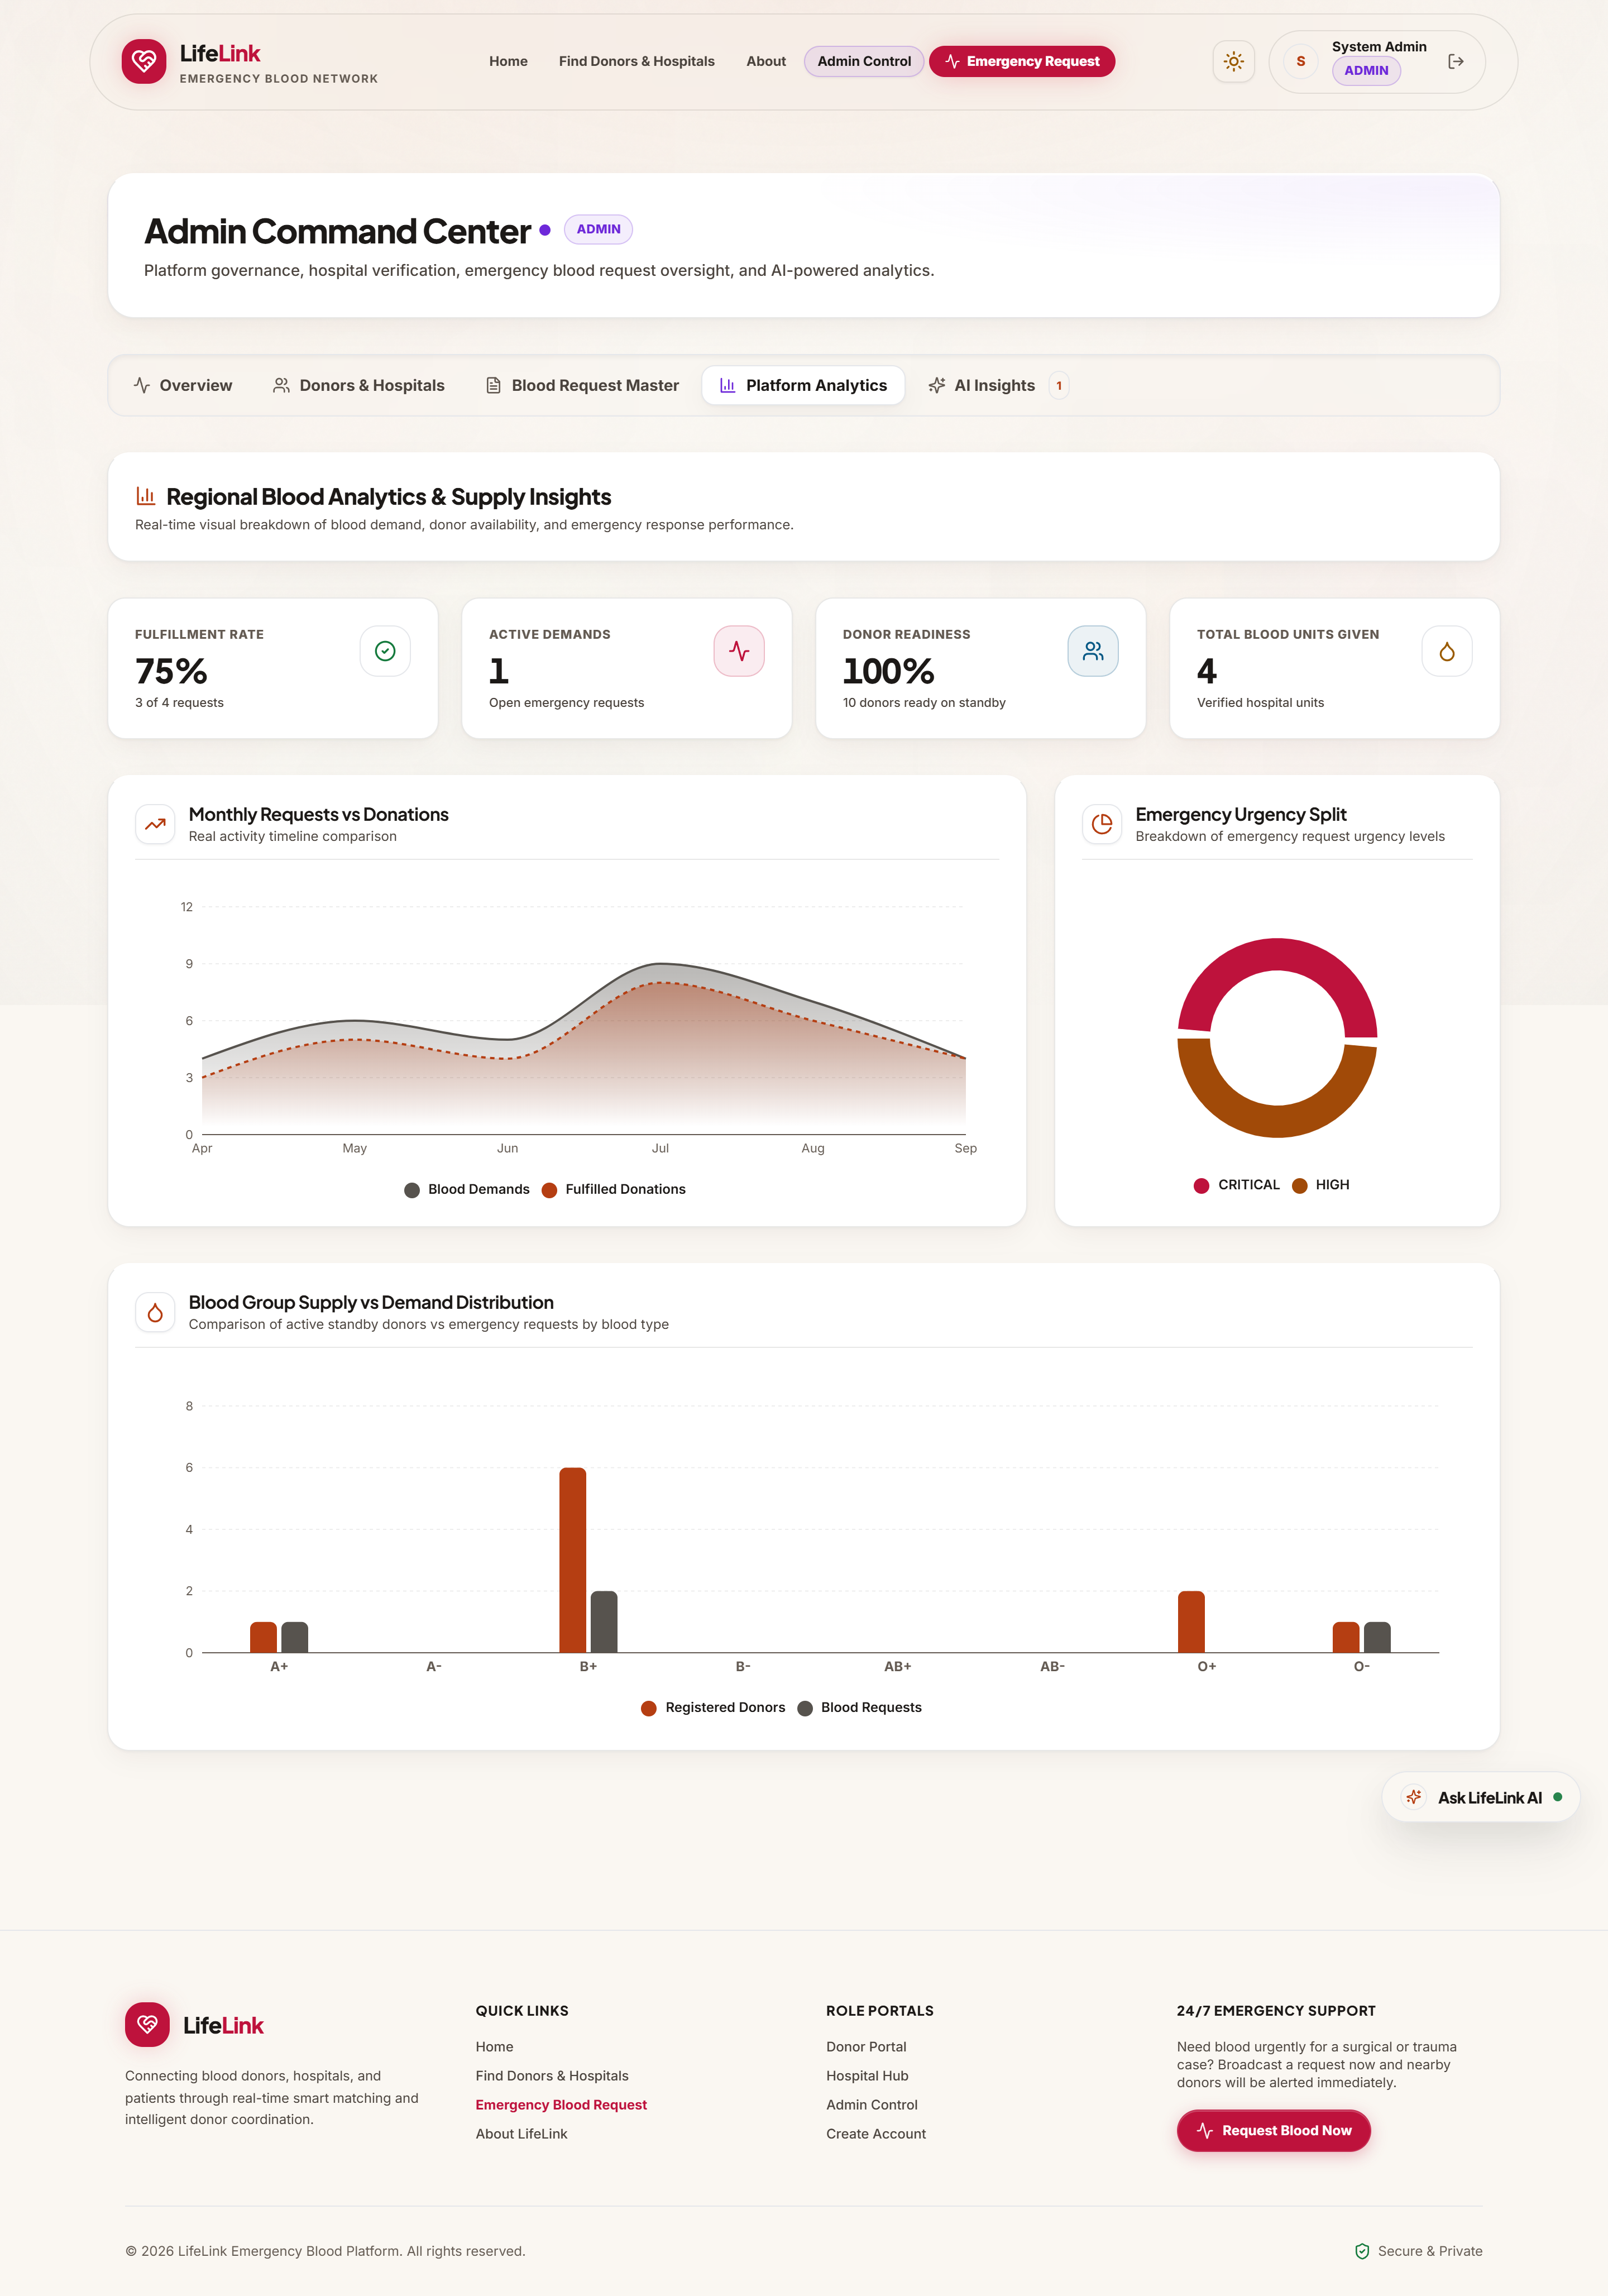 LifeLink
EMERGENCY BLOOD NETWORK
Home
Find Donors & Hospitals
About
Admin Control
Emergency Request
S
System Admin
ADMIN
Admin Command Center
ADMIN
Platform governance, hospital verification, emergency blood request oversight, and AI-powered analytics.
Overview
Donors & Hospitals
Blood Request Master
Platform Analytics
AI Insights
1
Regional Blood Analytics & Supply Insights
Real-time visual breakdown of blood demand, donor availability, and emergency response performance.
FULFILLMENT RATE
75%
3 of 4 requests
ACTIVE DEMANDS
1
Open emergency requests
DONOR READINESS
100%
10 donors ready on standby
TOTAL BLOOD UNITS GIVEN
4
Verified hospital units
Monthly Requests vs Donations
Real activity timeline comparison
12
9
6
3
0
Apr
May
Jun
Jul
Aug
Sep
Blood Demands
Fulfilled Donations
Emergency Urgency Split
Breakdown of emergency request urgency levels
CRITICAL
HIGH
Blood Group Supply vs Demand Distribution
Comparison of active standby donors vs emergency requests by blood type
8
6
4
2
0
A+
A-
B+
B-
AB+
AB-
O+
O-
Registered Donors
Blood Requests
Ask LifeLink AI
LifeLink
Connecting blood donors, hospitals, and
patients through real-time smart matching and
intelligent donor coordination.
QUICK LINKS
Home
Find Donors & Hospitals
Emergency Blood Request
About LifeLink
ROLE PORTALS
Donor Portal
Hospital Hub
Admin Control
Create Account
24/7 EMERGENCY SUPPORT
Need blood urgently for a surgical or trauma
case? Broadcast a request now and nearby
donors will be alerted immediately.
Request Blood Now
© 2026 LifeLink Emergency Blood Platform. All rights reserved.
Secure & Private